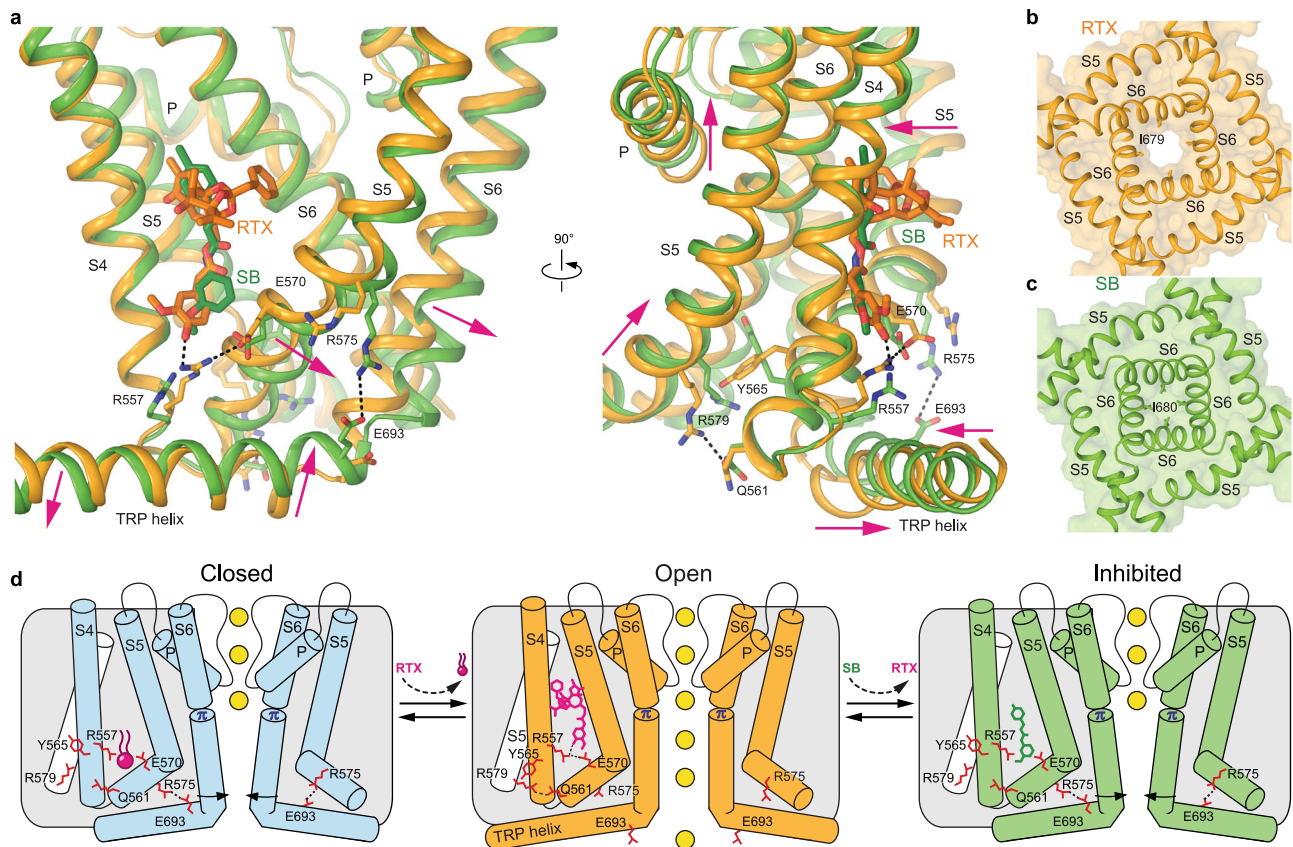 a
P
P
S5
S6
S4
S5
S6
RTX
SB
E570
R575
R557
E693
TRP helix
90°
S6
S4
S5
P
S5
SB
RTX
E570
R575
Y565
R579
R557
E693
Q561
TRP helix
b
RTX
S5
S5
S6
I679
S6
S6
S5
S5
c
SB
S5
S6
S5
S6
I680
S6
S5
S6
S5
d
Closed
S4
S5
S6
P
S6
P
S5
π
π
Y565
R557
E570
R579
Q561
R575
R575
E693
E693
RTX
Open
S4
S5
S6
P
S6
P
S5
π
π
S5
R557
Y565
R579
E570
Q561
R575
R575
TRP helix
E693
E693
SB
RTX
Inhibited
S4
S5
S6
P
S6
P
S5
π
π
Y565
R557
E570
R579
Q561
R575
R575
E693
E693